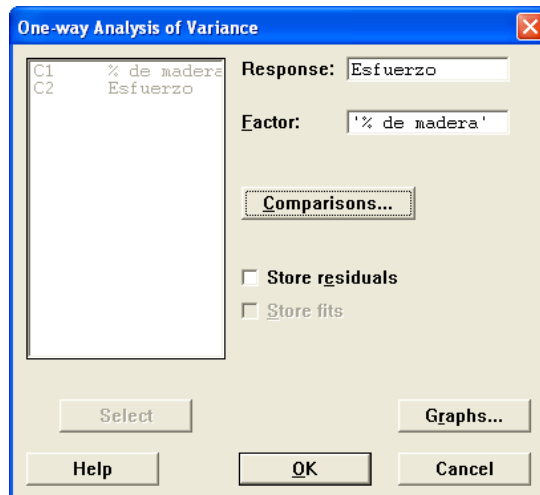 One-way Analysis of Variance
C1 % de madera
C2 Esfuerzo
Response: Esfuerzo
Factor: '% de madera'
Comparisons...
Store residuals
Store fits
Select
Graphs...
Help
OK
Cancel